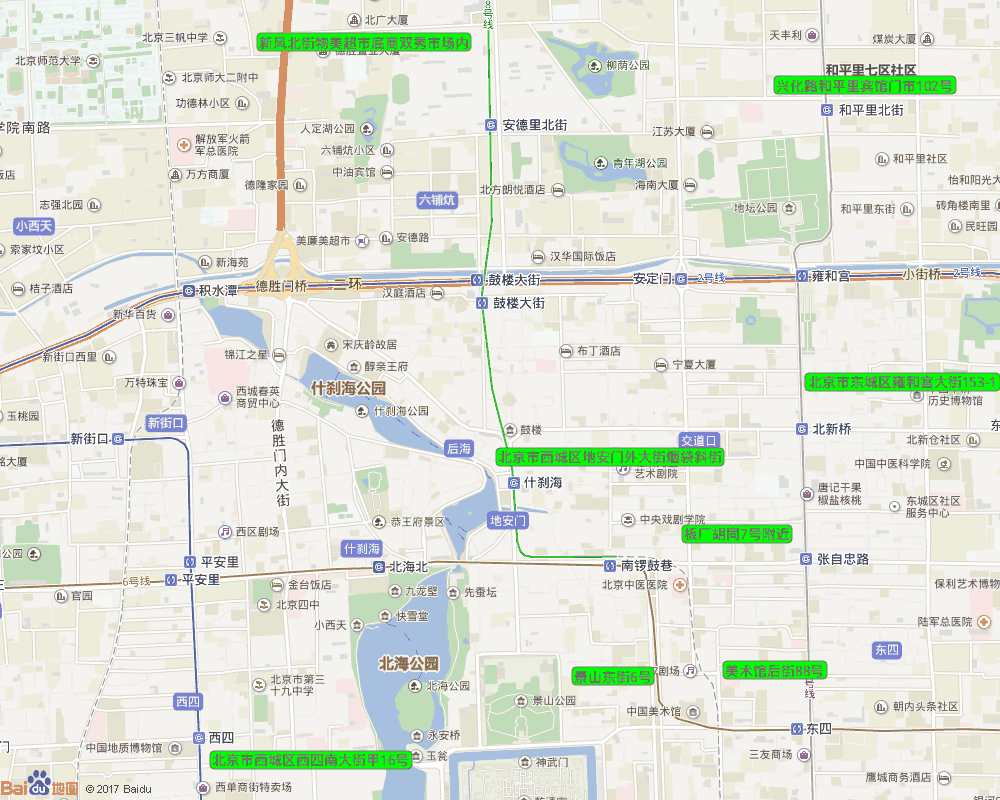 8号线
北广大厦
北京三帆中学
天丰利
煤炭大厦
新风北街物美超市底商双秀市场内
北京师范大学
柳荫公园
和平里七区社区
北京师大二附中
兴化路和平里宾馆门市102号
功德林小区
和平里北街
学院南路
人定湖公园
安德里北街
江苏大厦
解放军火箭
军总医院
六铺炕小区
青年湖公园
和平里社区
万方商厦
中油宾馆
德隆家园
北方朗悦酒店
海南大厦
怡和阳光大
志强北园
六铺炕
地坛公园
和平里东街
砖角楼南里
小西天
民旺园
索家坟小区
美廉美超市
安德路
新海苑
汉华国际饭店
桔子酒店
积水潭
德胜门桥
二环
鼓楼大街
安定门
2号线
雍和宫
小街桥
2号线
汉庭酒店
鼓楼大街
新华百货
宋庆龄故居
新街口西里
锦江之星
布丁酒店
醇亲王府
宁夏大厦
万特珠宝
什刹海公园
北京市东城区雍和宫大街153-1
西城春英
商贸中心
历史博物馆
什刹海公园
玉桃园
新街口
德胜门内大街
鼓楼
新街口
后海
交道口
北新桥
北新仓社区
北京市西城区地安门外大街烟袋斜街
艺术剧院
中国中医科学院
什刹海
唐记干果
椒盐核桃
东城区社区
服务中心
恭王府景区
地安门
中央戏剧学院
西区剧场
板厂胡同7号附近
什刹海
公园
平安里
张自忠路
北海北
南锣鼓巷
6号线
平安里
金台饭店
北京中医医院
保利艺术博物
官园
九龙壁
先蚕坛
北京四中
快雪堂
小西天
陆军总医院
东四
北海公园
景山东街6号
剧场
美术馆后街88号
北京市第三
十九中学
北海公园
号线
西四
景山公园
中国美术馆
朝内头条社区
永安桥
东四
西四
中国地质博物馆
北京市西城区西四南大街甲16号
玉瓮
神武门
三友商场
鹰城商务酒店
Bai du 地图
© 2017 Baidu
西单商街特卖场